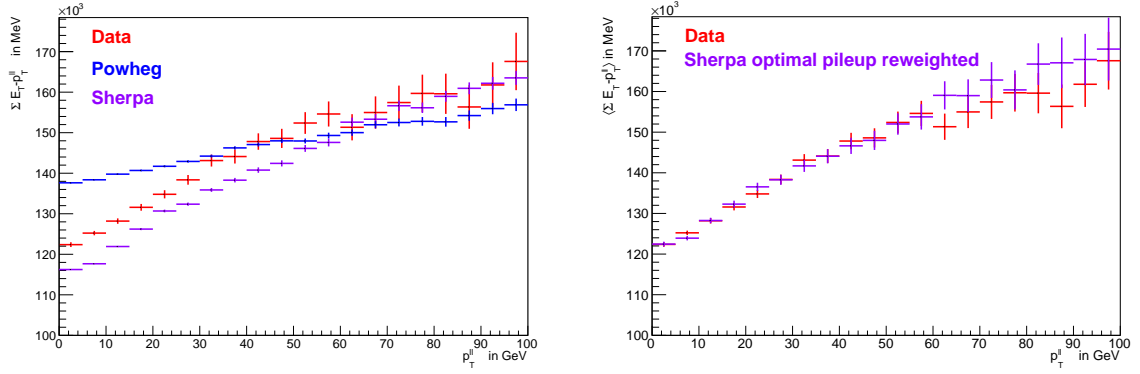 ×10³
Σ E_T-p_T^ll in MeV
170
160
150
140
130
120
110
100
Data
Powheg
Sherpa
0 10 20 30 40 50 60 70 80 90 100
p_T^ll in GeV
×10³
⟨Σ E_T-p_T^ll⟩ in MeV
170
160
150
140
130
120
110
100
Data
Sherpa optimal pileup reweighted
0 10 20 30 40 50 60 70 80 90 100
p_T^ll in GeV